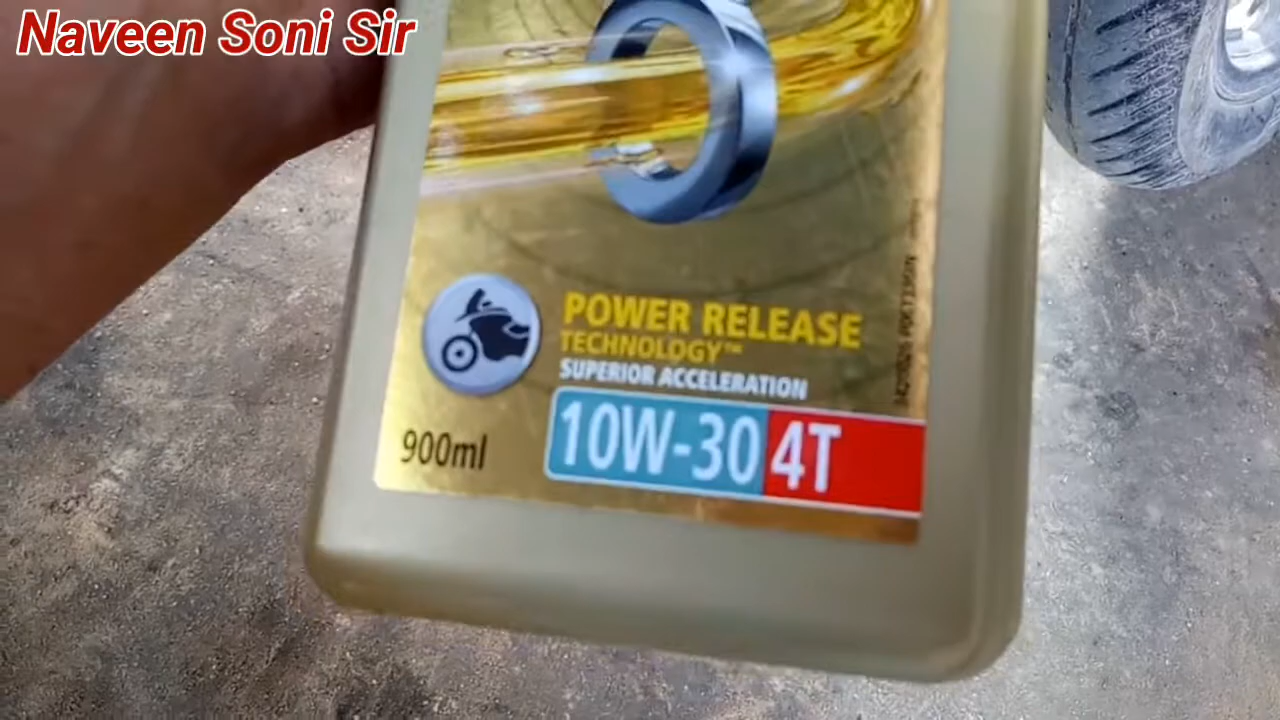 Naveen Soni Sir
POWER RELEASE
TECHNOLOGY™
SUPERIOR ACCELERATION
10W-30 4T
900ml